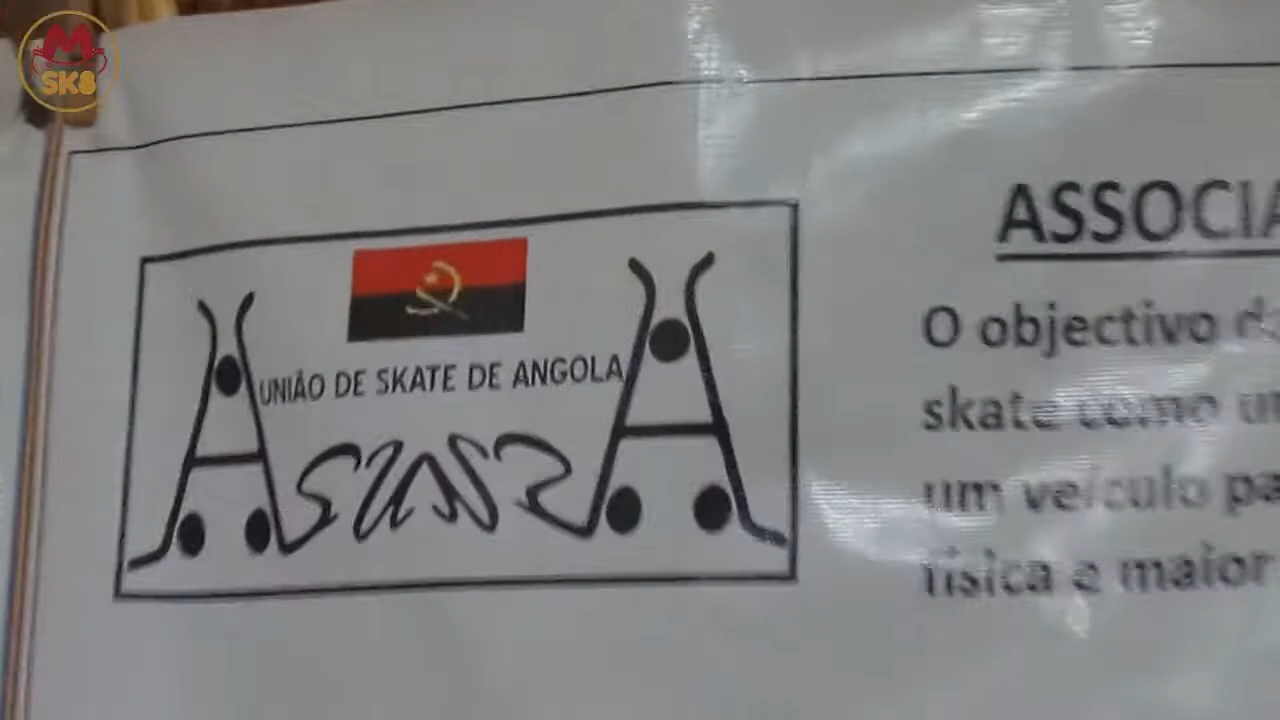 M
SK8
UNIÃO DE SKATE DE ANGOLA
ASSOCIA
O objectivo
skate como
um veículo
física e maior